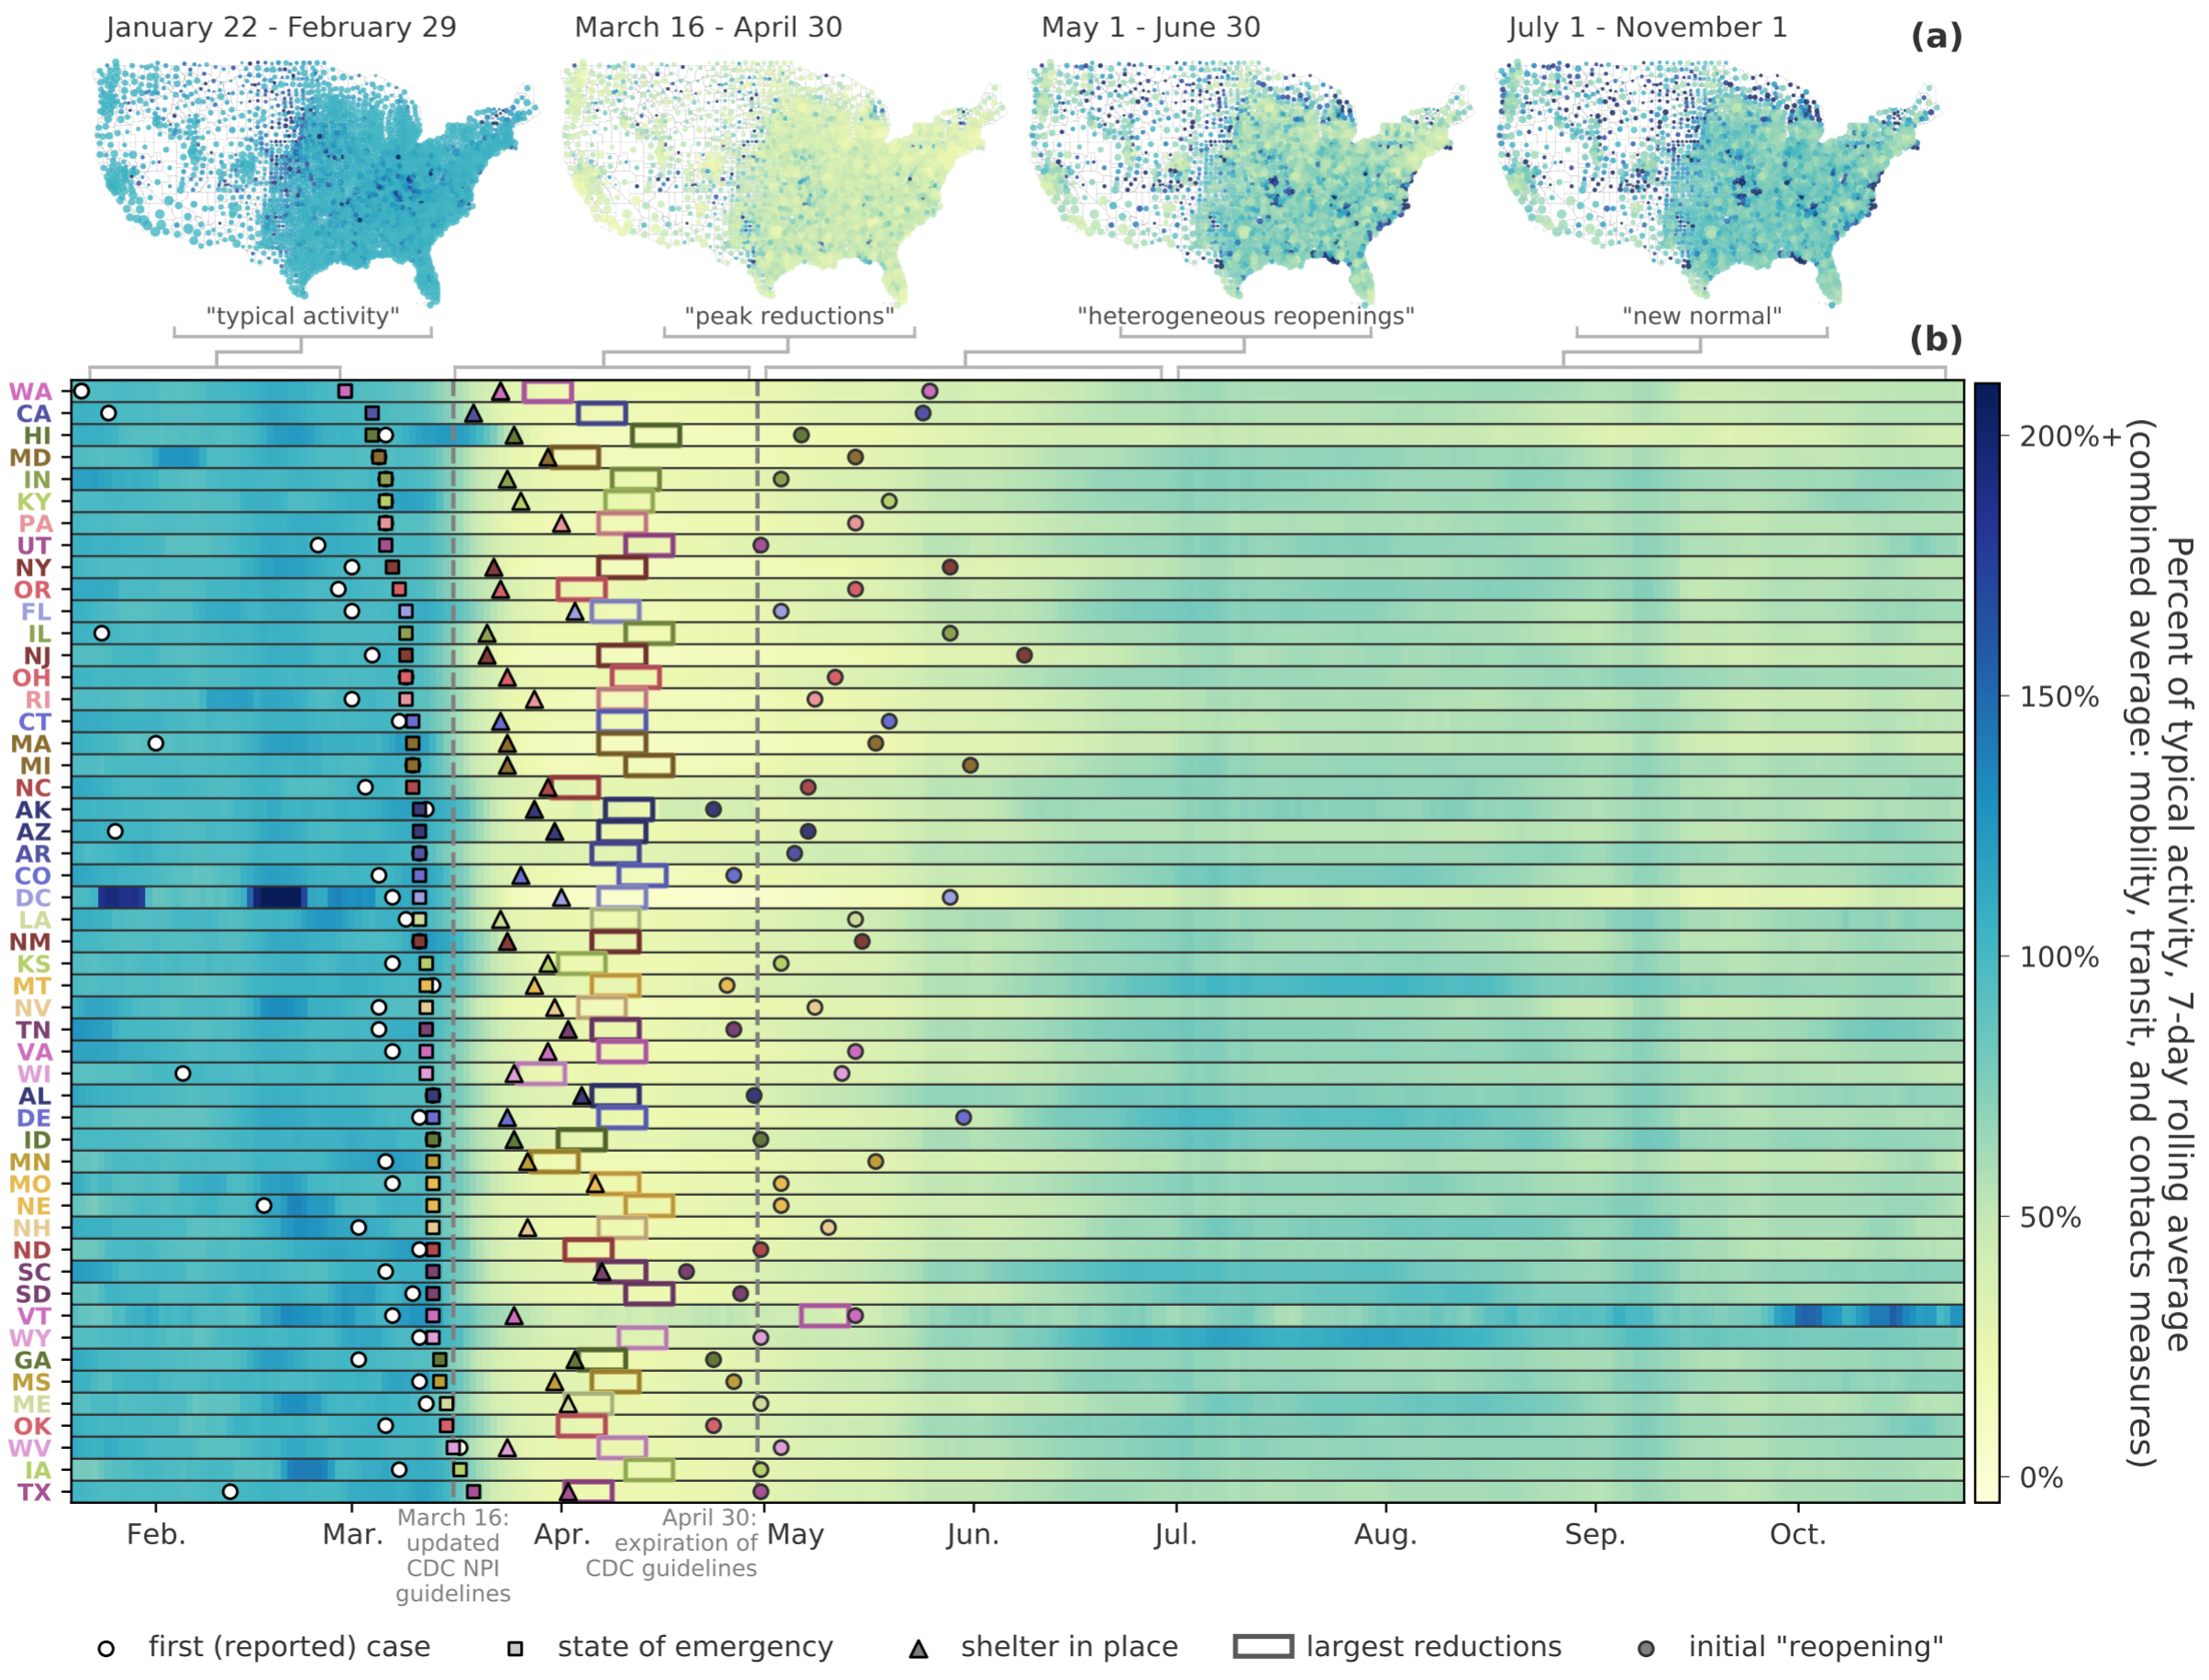 January 22 - February 29
March 16 - April 30
May 1 - June 30
July 1 - November 1
(a)
"typical activity"
"peak reductions"
"heterogeneous reopenings"
"new normal"
(b)
WA
CA
HI
MD
IN
KY
PA
UT
NY
OR
FL
IL
NJ
OH
RI
CT
MA
MI
NC
AK
AZ
AR
CO
DC
LA
NM
KS
MT
NV
TN
VA
WI
AL
DE
ID
MN
MO
NE
NH
ND
SC
SD
VT
WY
GA
MS
ME
OK
WV
IA
TX
200%+
150%
100%
50%
0%
Percent of typical activity, 7-day rolling average
(combined average: mobility, transit, and contacts measures)
Feb.
Mar.
Apr.
May
Jun.
Jul.
Aug.
Sep.
Oct.
March 16:
updated
CDC NPI
guidelines
April 30:
expiration of
CDC guidelines
first (reported) case
state of emergency
shelter in place
largest reductions
initial "reopening"